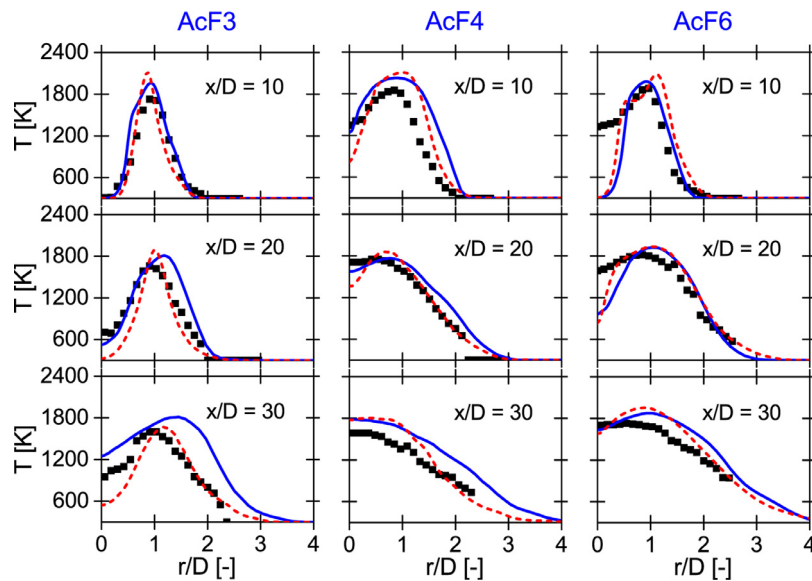 AcF3 AcF4 AcF6
2400
1800
1200
600
T [K]
x/D = 10 x/D = 10 x/D = 10
2400
1800
1200
600
T [K]
x/D = 20 x/D = 20 x/D = 20
2400
1800
1200
600
T [K]
x/D = 30 x/D = 30 x/D = 30
0 1 2 3 4 0 1 2 3 4 0 1 2 3 4
r/D [-] r/D [-] r/D [-]